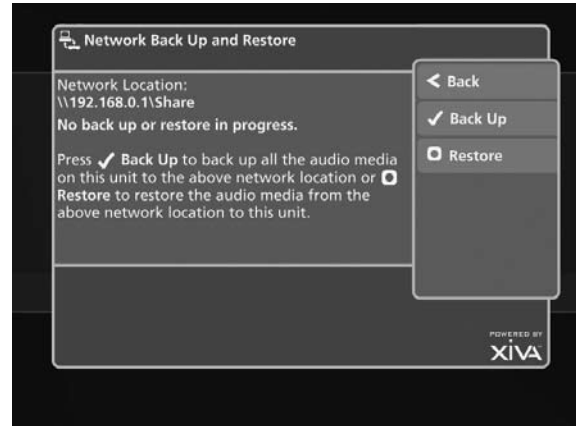 Network Back Up and Restore
Network Location:
\\192.168.0.1\Share
No back up or restore in progress.
Press ✓ Back Up to back up all the audio media
on this unit to the above network location or
Restore to restore the audio media from the
above network location to this unit.
< Back
✓ Back Up
Restore
POWERED BY
XiVA